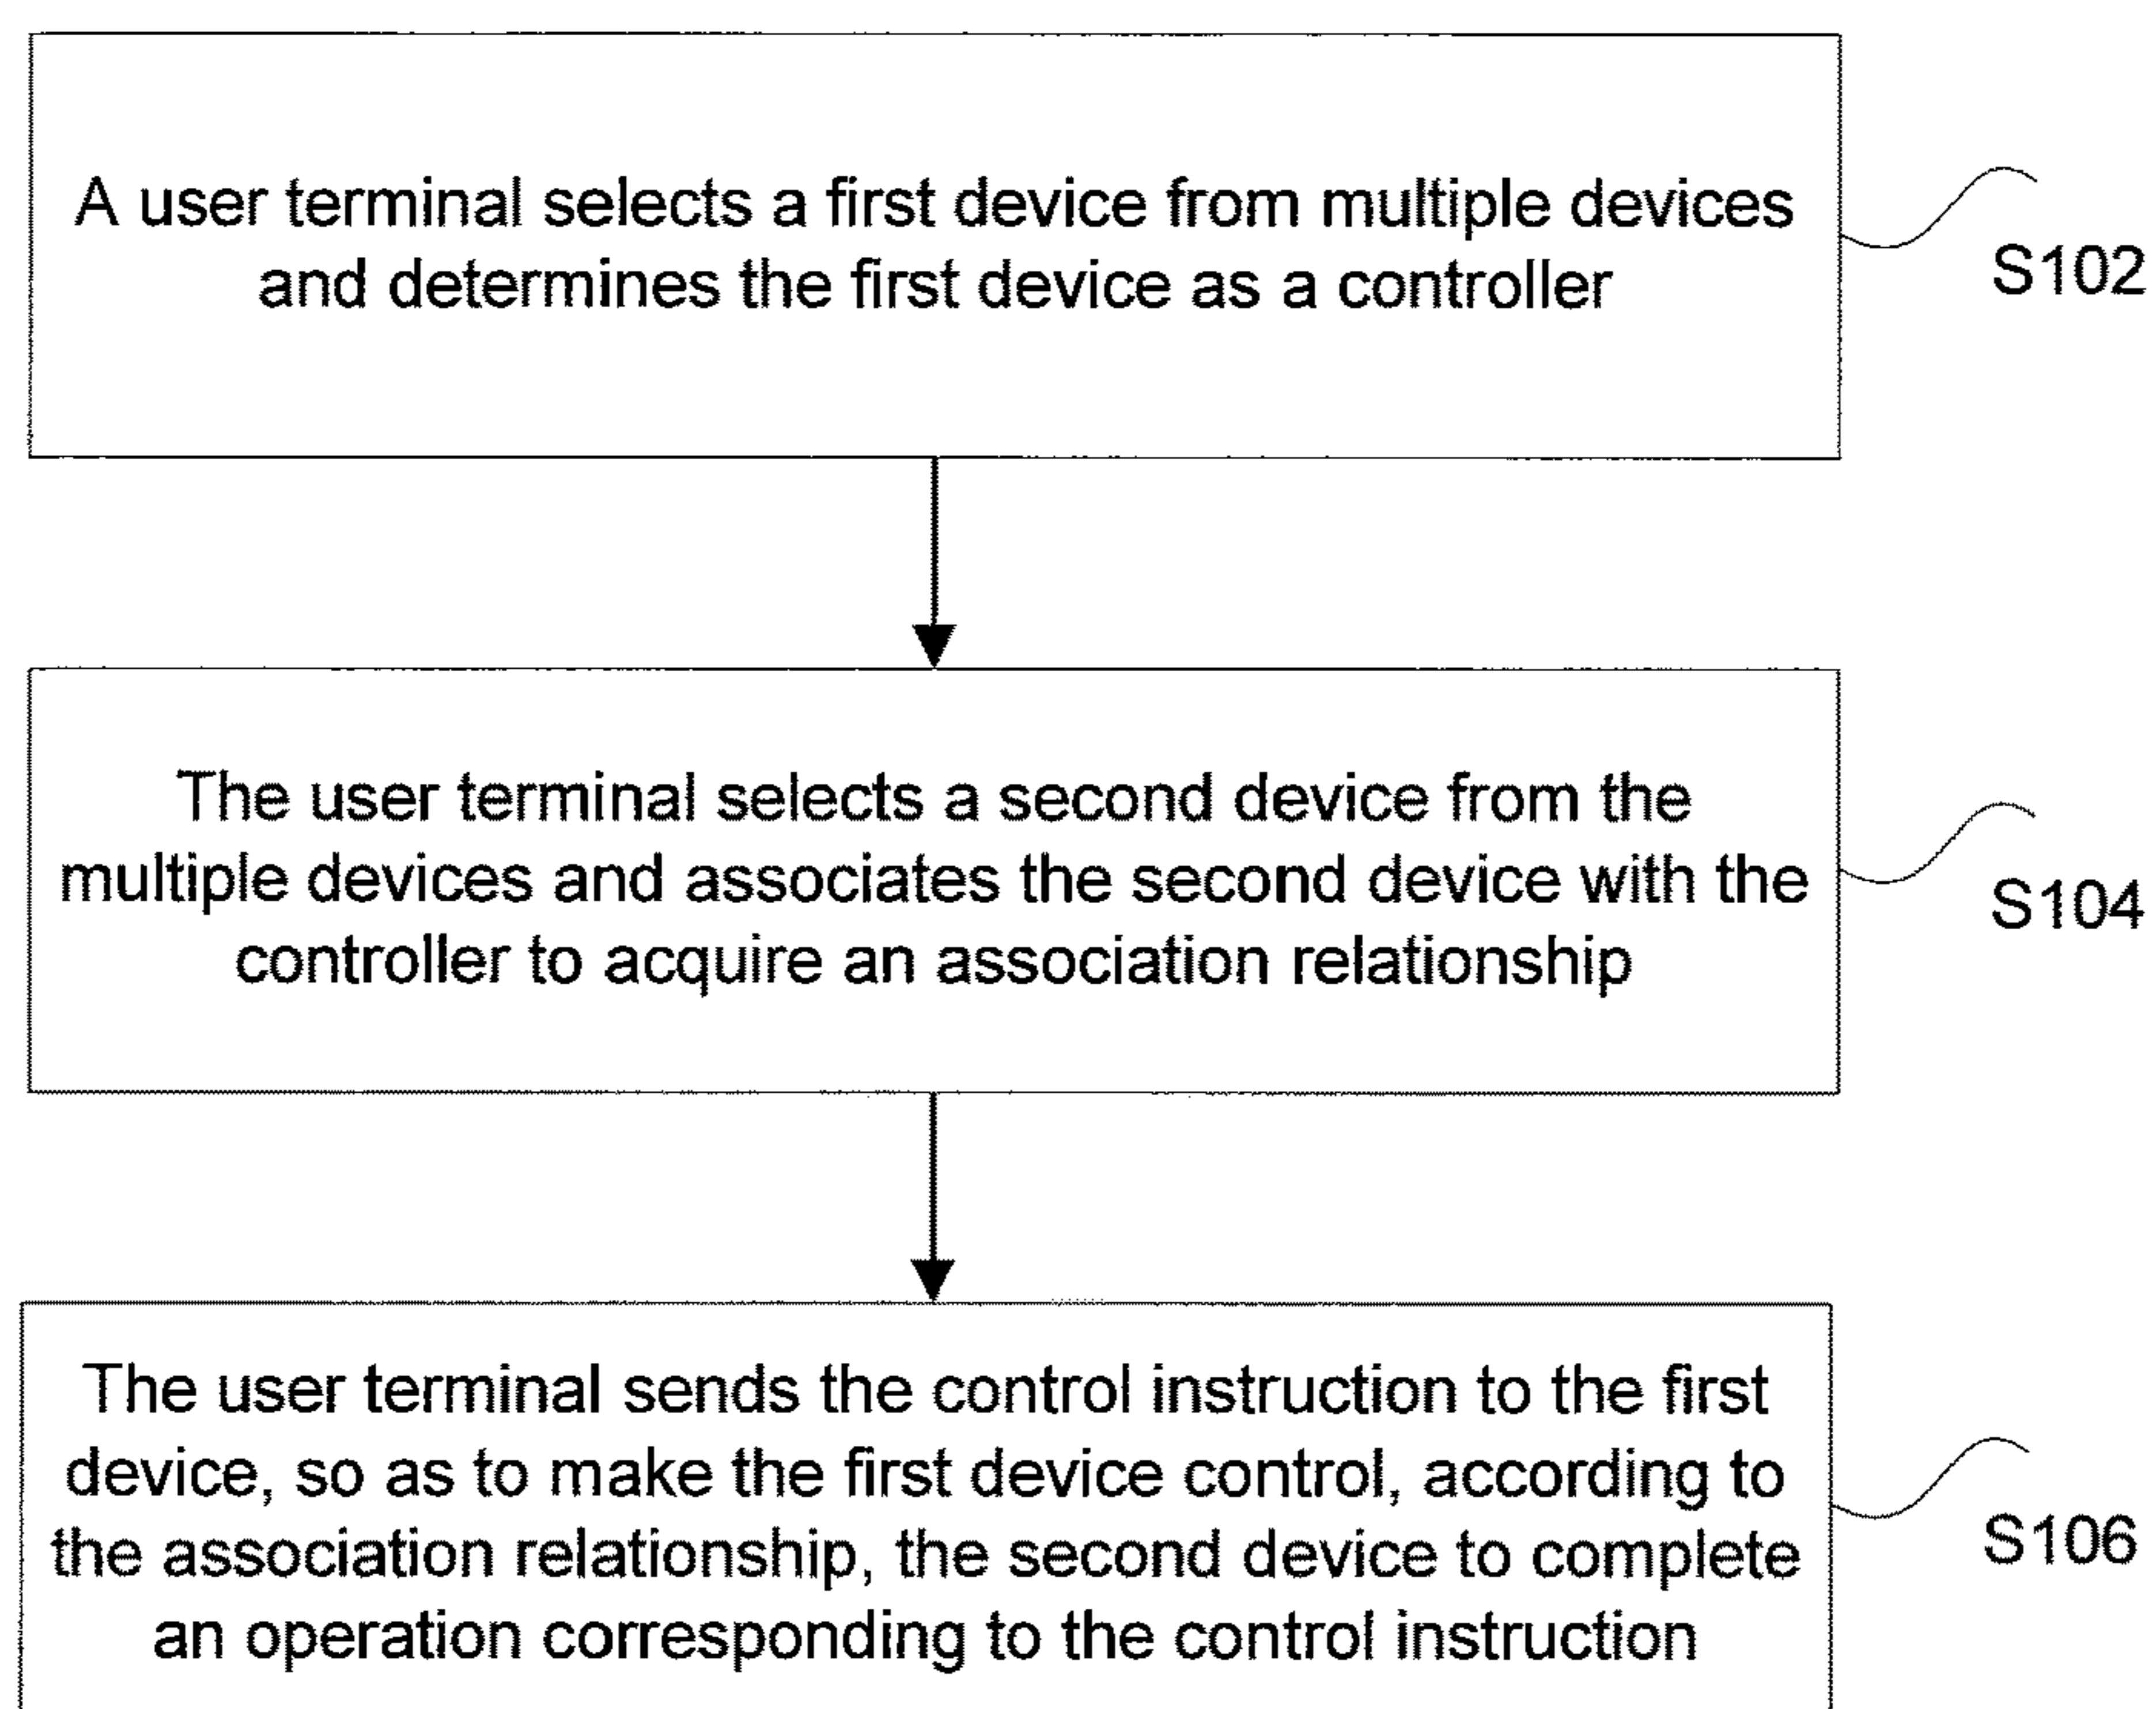 A user terminal selects a first device from multiple devices
and determines the first device as a controller
S102
The user terminal selects a second device from the
multiple devices and associates the second device with the
controller to acquire an association relationship
S104
The user terminal sends the control instruction to the first
device, so as to make the first device control, according to
the association relationship, the second device to complete
an operation corresponding to the control instruction
S106